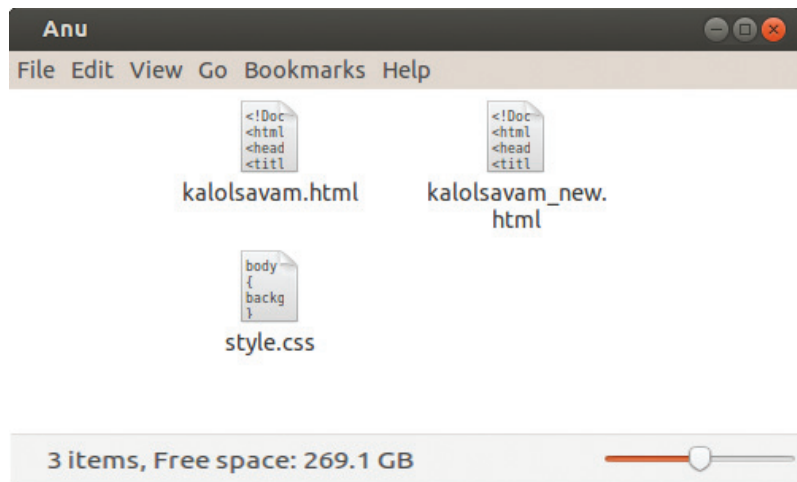 Anu
File Edit View Go Bookmarks Help
<!Doc
<html
<head
<titl
kalolsavam.html
<!Doc
<html
<head
<titl
kalolsavam_new.
html
body
{
backg
}
style.css
3 items, Free space: 269.1 GB